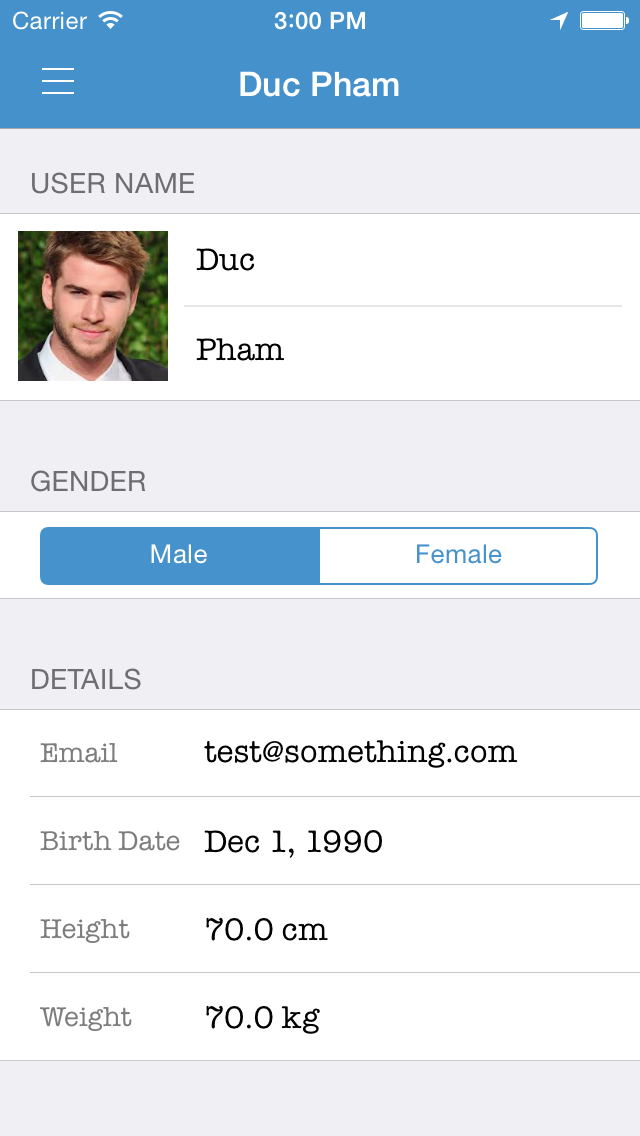 Carrier 3:00 PM
Duc Pham
USER NAME
Duc
Pham
GENDER
Male Female
DETAILS
Email test@something.com
Birth Date Dec 1, 1990
Height 70.0 cm
Weight 70.0 kg